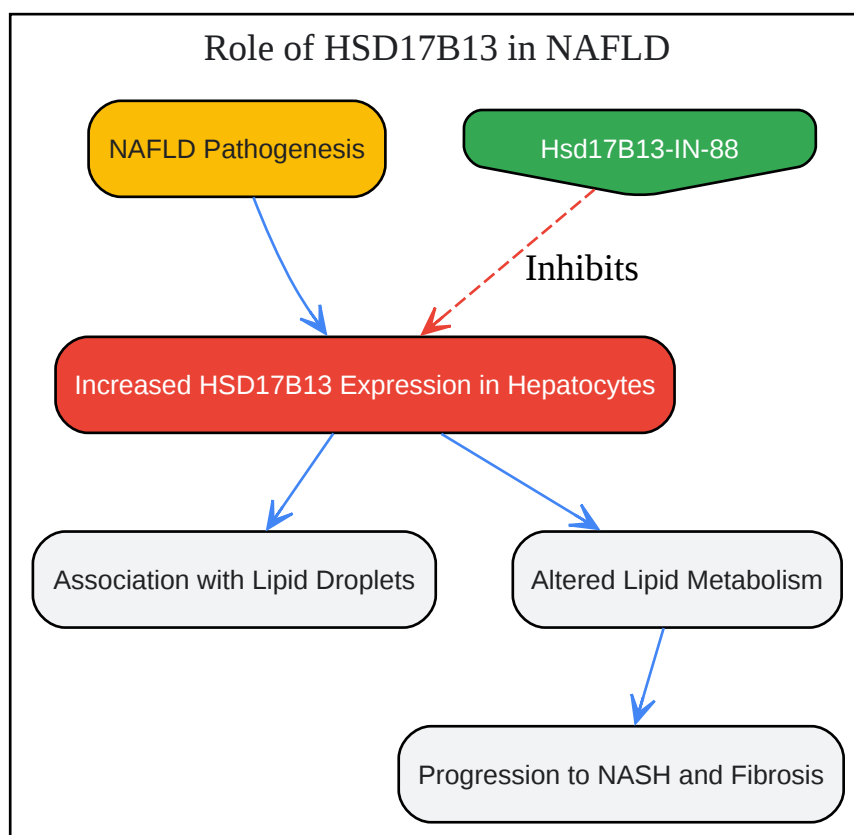 Role of HSD17B13 in NAFLD
NAFLD Pathogenesis
Hsd17B13-IN-88
Inhibits
Increased HSD17B13 Expression in Hepatocytes
Association with Lipid Droplets
Altered Lipid Metabolism
Progression to NASH and Fibrosis